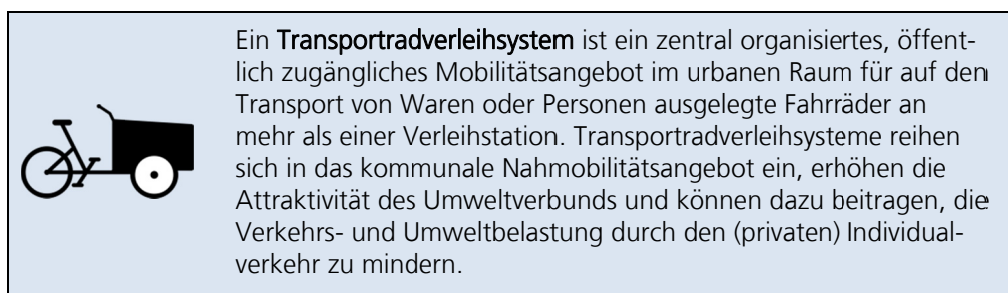 Ein Transportradverleihsystem ist ein zentral organisiertes, öffent-
lich zugängliches Mobilitätsangebot im urbanen Raum für auf den
Transport von Waren oder Personen ausgelegte Fahrräder an
mehr als einer Verleihstation. Transportradverleihsysteme reihen
sich in das kommunale Nahmobilitätsangebot ein, erhöhen die
Attraktivität des Umweltverbunds und können dazu beitragen, die
Verkehrs- und Umweltbelastung durch den (privaten) Individual-
verkehr zu mindern.